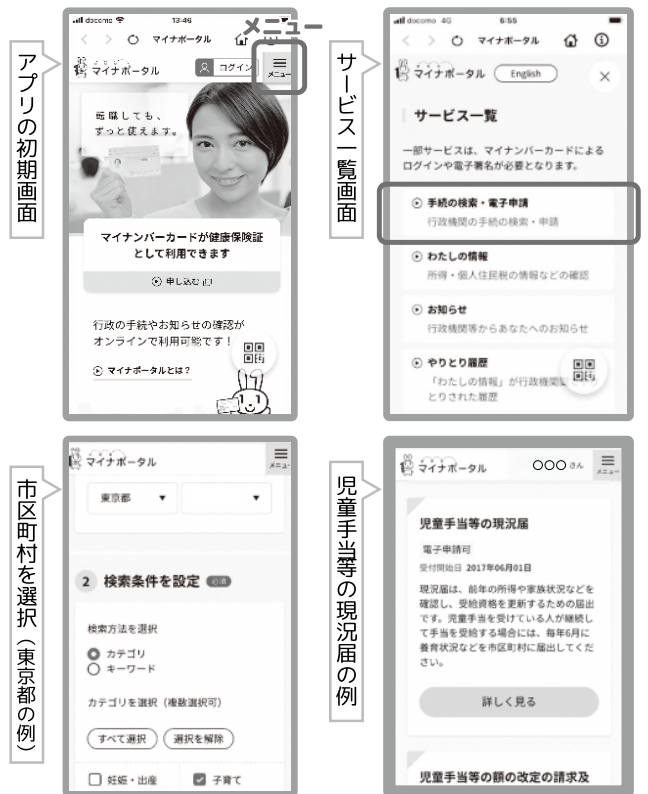 アプリの初期画面
docomo
13:46
メニュー
マイナポータル
マイナポータル
ログイン
メニュー
転職しても、
ずっと使えます。
マイナンバーカードが健康保険証
として利用できます
申し込む
行政の手続やお知らせの確認が
オンラインで利用可能です！
マイナポータルとは？
サービス一覧画面
docomo 4G
6:55
マイナポータル
マイナポータル
English
サービス一覧
一部サービスは、マイナンバーカードによる
ログインや電子署名が必要となります。
手続の検索・電子申請
行政機関の手続の検索・申請
わたしの情報
所得・個人住民税の情報などの確認
お知らせ
行政機関等からあなたへのお知らせ
やりとり履歴
「わたしの情報」が行政機関
とりされた履歴
市区町村を選択（東京都の例）
マイナポータル
メニュー
東京都
2 検索条件を設定 必須
検索方法を選択
カテゴリ
キーワード
カテゴリを選択（複数選択可）
すべて選択
選択を解除
妊娠・出産
子育て
児童手当等の現況届の例
マイナポータル
〇〇〇さん
メニュー
児童手当等の現況届
電子申請可
受付開始日 2017年06月01日
現況届は、前年の所得や家族状況などを
確認し、受給資格を更新するための届出
です。児童手当を受けている人が継続し
て手当を受給する場合には、毎年6月に
養育状況などを市区町村に届出してくだ
さい。
詳しく見る
児童手当等の額の改定の請求及